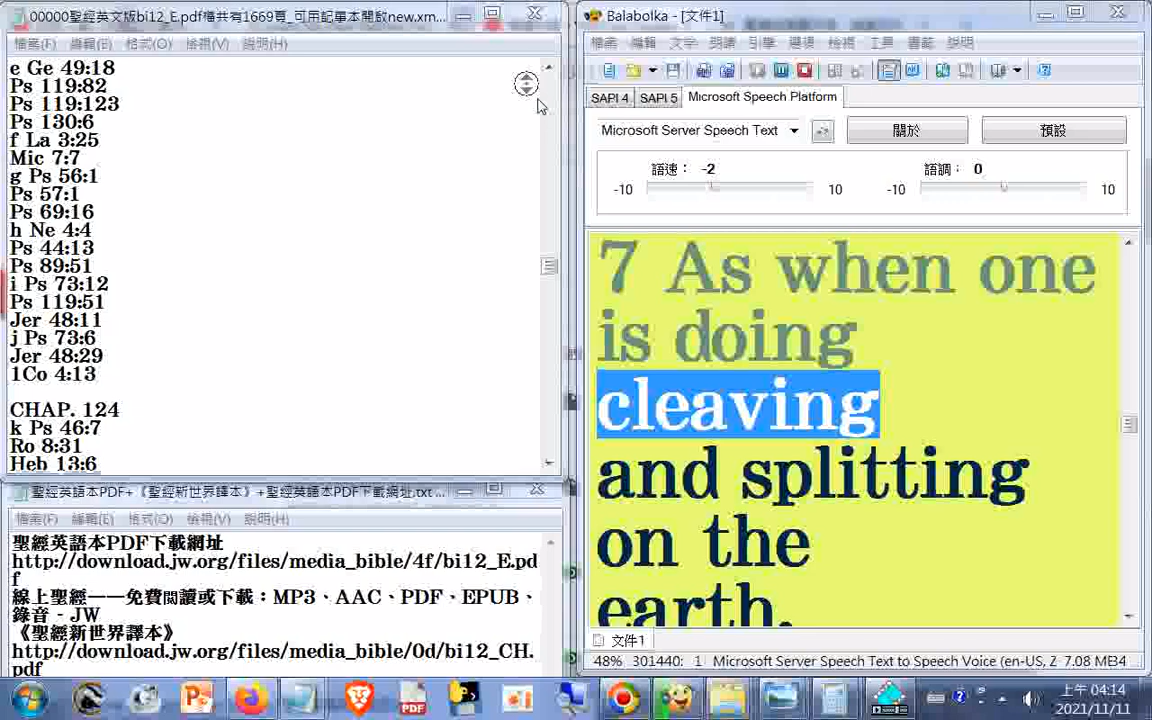 00000聖經英文版bi12_E.pdf檔共有1669頁_可用記事本開啟new.xm...
檔案(F) 編輯(E) 格式(O) 檢視(V) 說明(H)
e Ge 49:18
Ps 119:82
Ps 119:123
Ps 130:6
f La 3:25
Mic 7:7
g Ps 56:1
Ps 57:1
Ps 69:16
h Ne 4:4
Ps 44:13
Ps 89:51
i Ps 73:12
Ps 119:51
Jer 48:11
j Ps 73:6
Jer 48:29
1Co 4:13
CHAP. 124
k Ps 46:7
Ro 8:31
Heb 13:6
聖經英語本PDF+《聖經新世界譯本》+聖經英語本PDF下載網址.txt ...
檔案(F) 編輯(E) 格式(O) 檢視(V) 說明(H)
聖經英語本PDF下載網址
http://download.jw.org/files/media_bible/4f/bi12_E.pd
f
線上聖經——免費閱讀或下載：MP3、AAC、PDF、EPUB、
錄音 - JW
《聖經新世界譯本》
http://download.jw.org/files/media_bible/0d/bi12_CH.
pdf
Balabolka - [文件1]
檔案 編輯 文字 朗讀 引擎 選項 檢視 工具 書籤 說明
SAPI 4 SAPI 5 Microsoft Speech Platform
Microsoft Server Speech Text 關於 預設
語速： -2 語調： 0
-10 10 -10 10
7 As when one
is doing
cleaving
and splitting
on the
earth.
文件1
48% 301440: 1 Microsoft Server Speech Text to Speech Voice (en-US, Z 7.08 MB4
PDF
上午 04:14
2021/11/11